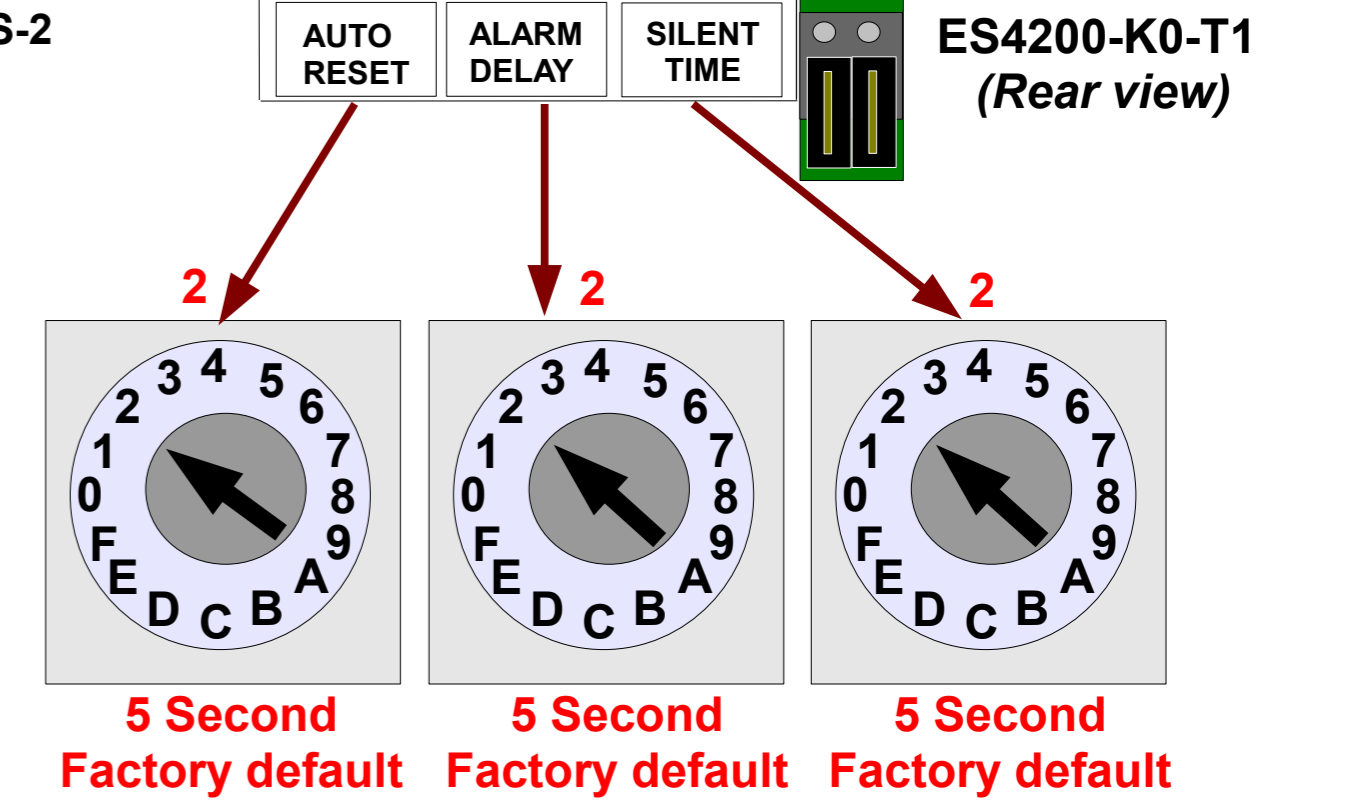 S-2
AUTO
RESET
ALARM
DELAY
SILENT
TIME
ES4200-K0-T1
(Rear view)
2
2
2
0 1 2 3 4 5 6 7 8 9 A B C D E F
0 1 2 3 4 5 6 7 8 9 A B C D E F
0 1 2 3 4 5 6 7 8 9 A B C D E F
5 Second
Factory default
5 Second
Factory default
5 Second
Factory default